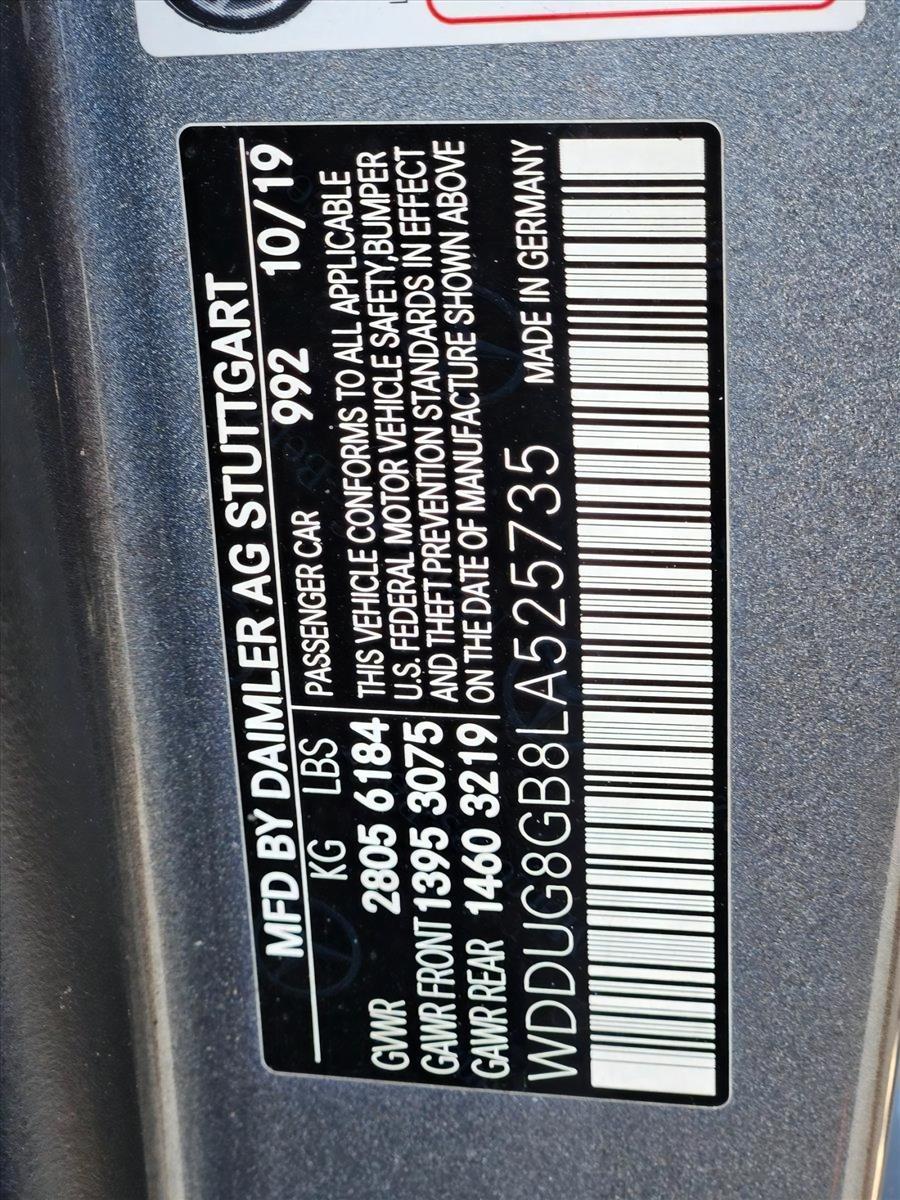 MFD BY DAIMLER AG STUTTGART
992 10/19
KG LBS
GVWR 2805 6184
GAWR FRONT 1395 3075
GAWR REAR 1460 3219
PASSENGER CAR
THIS VEHICLE CONFORMS TO ALL APPLICABLE
U.S. FEDERAL MOTOR VEHICLE SAFETY,BUMPER
AND THEFT PREVENTION STANDARDS IN EFFECT
ON THE DATE OF MANUFACTURE SHOWN ABOVE
WDDUG8GB8LA525735 MADE IN GERMANY